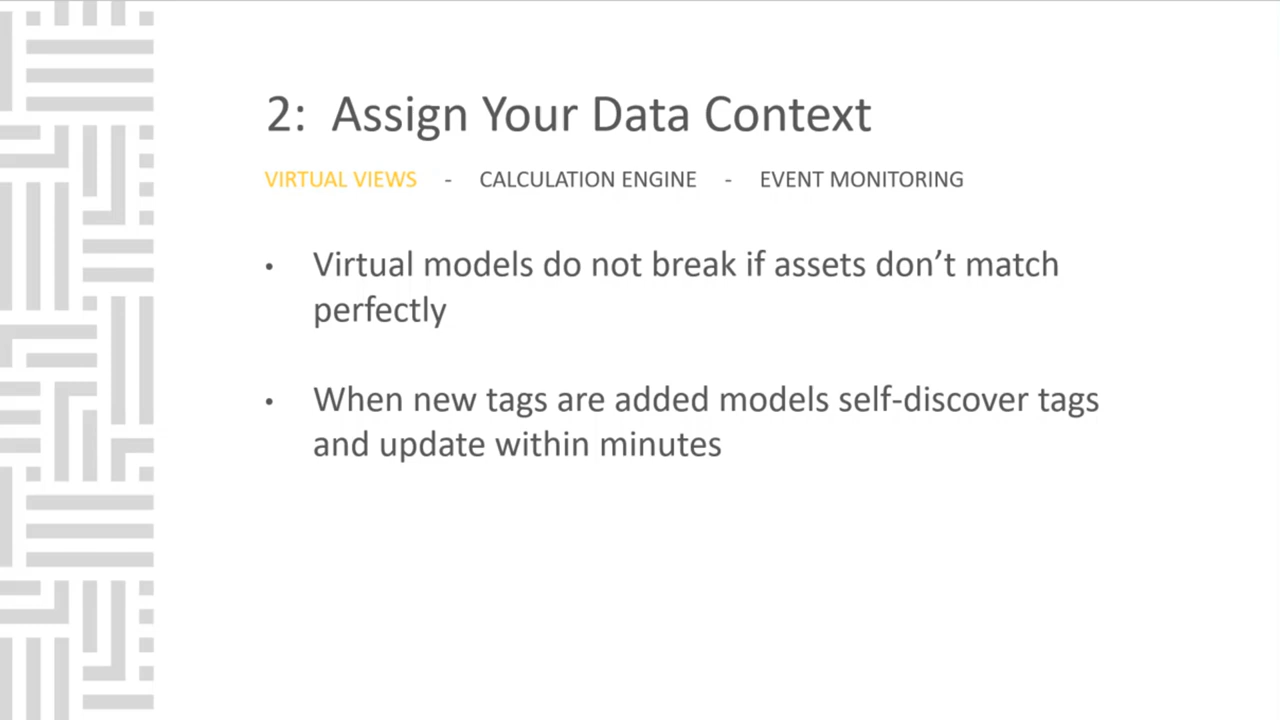 2: Assign Your Data Context
VIRTUAL VIEWS - CALCULATION ENGINE - EVENT MONITORING
• Virtual models do not break if assets don’t match
perfectly
• When new tags are added models self-discover tags
and update within minutes